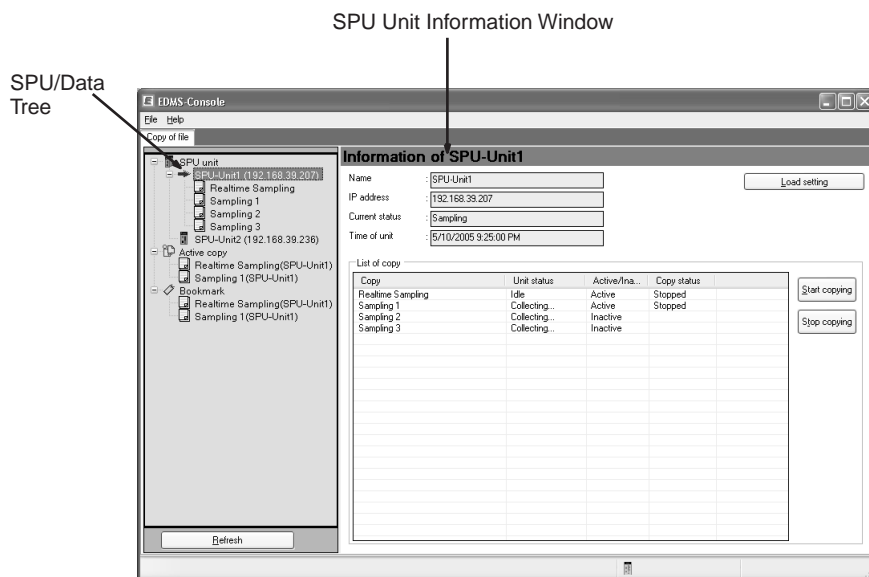 SPU Unit Information Window
SPU/Data
Tree
EDMS-Console
File Help
Copy of file
SPU unit
SPU-Unit1 (192.168.39.207)
Realtime Sampling
Sampling 1
Sampling 2
Sampling 3
SPU-Unit2 (192.168.39.236)
Active copy
Realtime Sampling(SPU-Unit1)
Sampling 1(SPU-Unit1)
Bookmark
Realtime Sampling(SPU-Unit1)
Sampling 1(SPU-Unit1)
Refresh
Information of SPU-Unit1
Name : SPU-Unit1
Load setting
IP address : 192.168.39.207
Current status : Sampling
Time of unit : 5/10/2005 9:25:00 PM
List of copy
Copy Unit status Active/Ina... Copy status
Realtime Sampling Idle Active Stopped
Sampling 1 Collecting... Active Stopped
Sampling 2 Collecting... Inactive
Sampling 3 Collecting... Inactive
Start copying
Stop copying